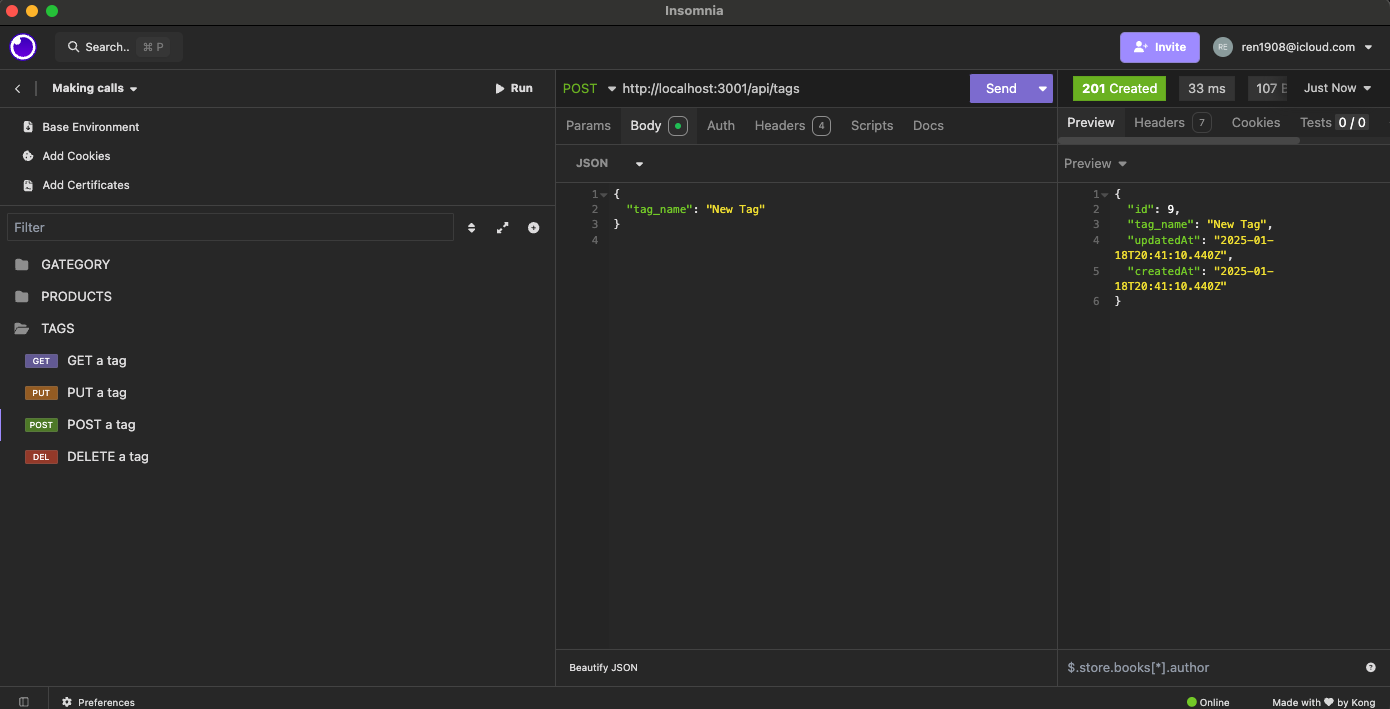 Insomnia
Search.. ⌘ P
Invite
RE ren1908@icloud.com
Making calls
Run
Base Environment
Add Cookies
Add Certificates
Filter
GATEGORY
PRODUCTS
TAGS
GET GET a tag
PUT PUT a tag
POST POST a tag
DEL DELETE a tag
POST http://localhost:3001/api/tags Send
Params Body Auth Headers 4 Scripts Docs
JSON
1 {
2 "tag_name": "New Tag"
3 }
4
Beautify JSON
201 Created 33 ms 107 Just Now
Preview Headers 7 Cookies Tests 0 / 0
Preview
1 {
2 "id": 9,
3 "tag_name": "New Tag",
4 "updatedAt": "2025-01-
18T20:41:10.440Z",
5 "createdAt": "2025-01-
18T20:41:10.440Z"
6 }
$.store.books[*].author
Preferences
Online
Made with ♥ by Kong